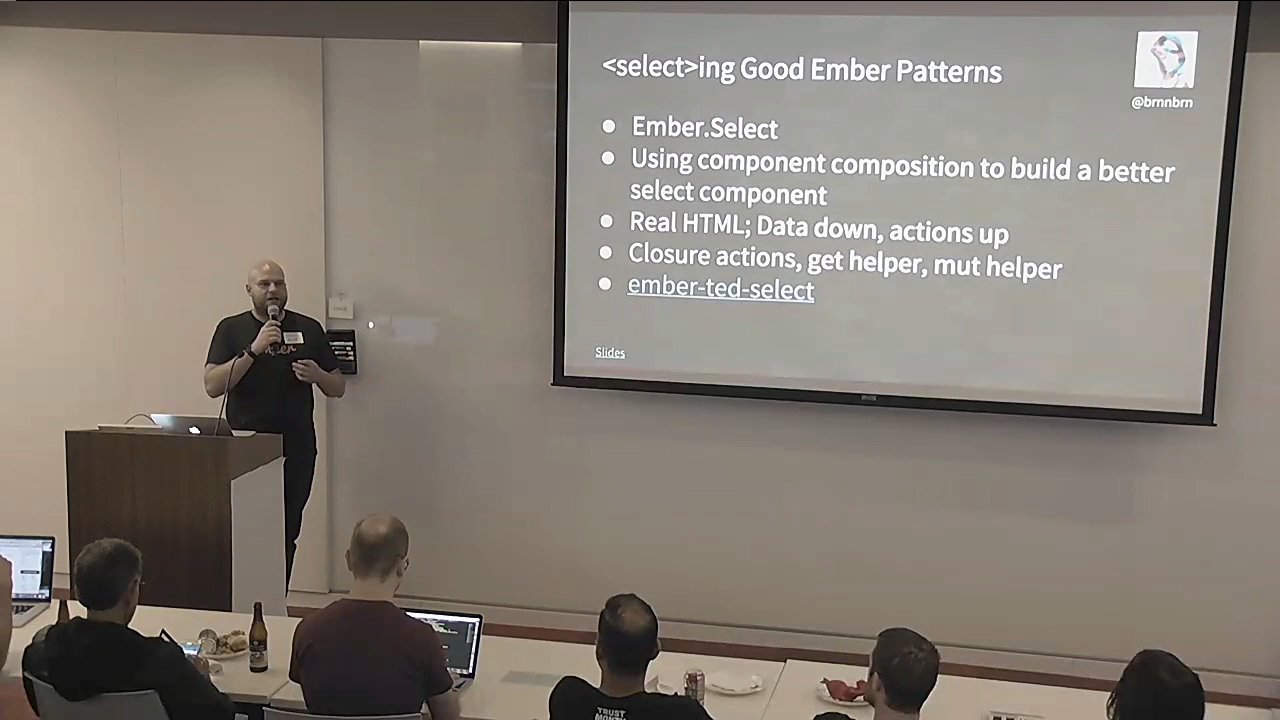 <select>ing Good Ember Patterns
@brnnbrn
● Ember.Select
● Using component composition to build a better
select component
● Real HTML; Data down, actions up
● Closure actions, get helper, mut helper
● ember-ted-select
Slides
TRUST